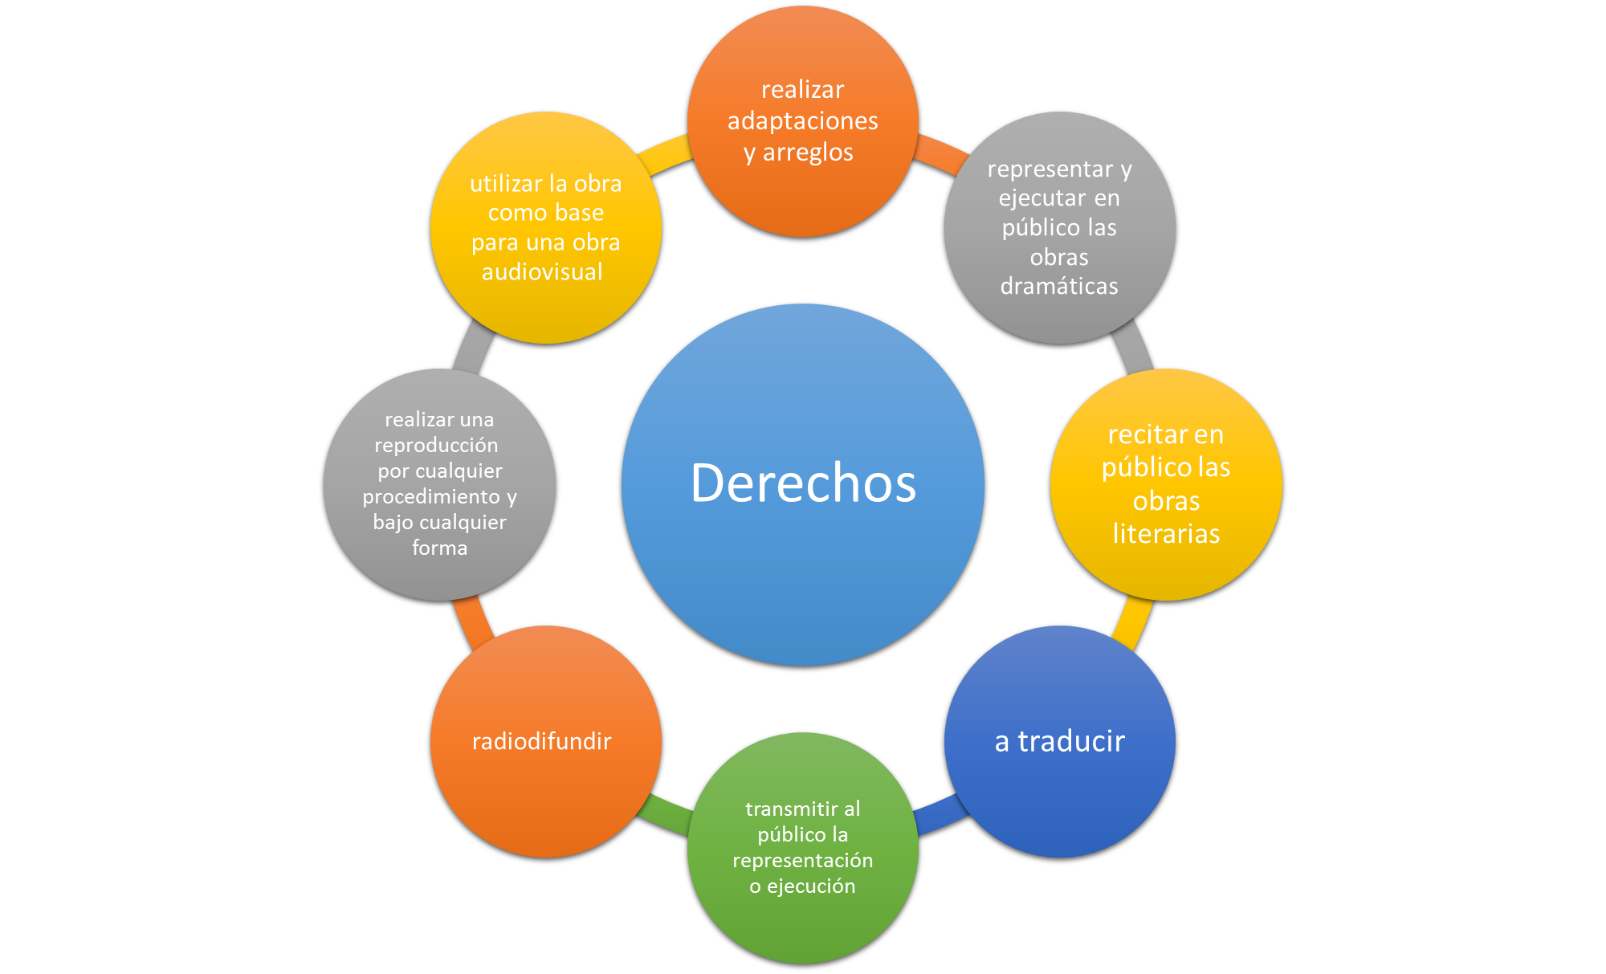 realizar
adaptaciones
y arreglos
representar y
ejecutar en
público las
obras
dramáticas
recitar en
público las
obras
literarias
a traducir
transmitir al
público la
representación
o ejecución
radiodifundir
realizar una
reproducción
por cualquier
procedimiento y
bajo cualquier
forma
utilizar la obra
como base
para una obra
audiovisual
Derechos